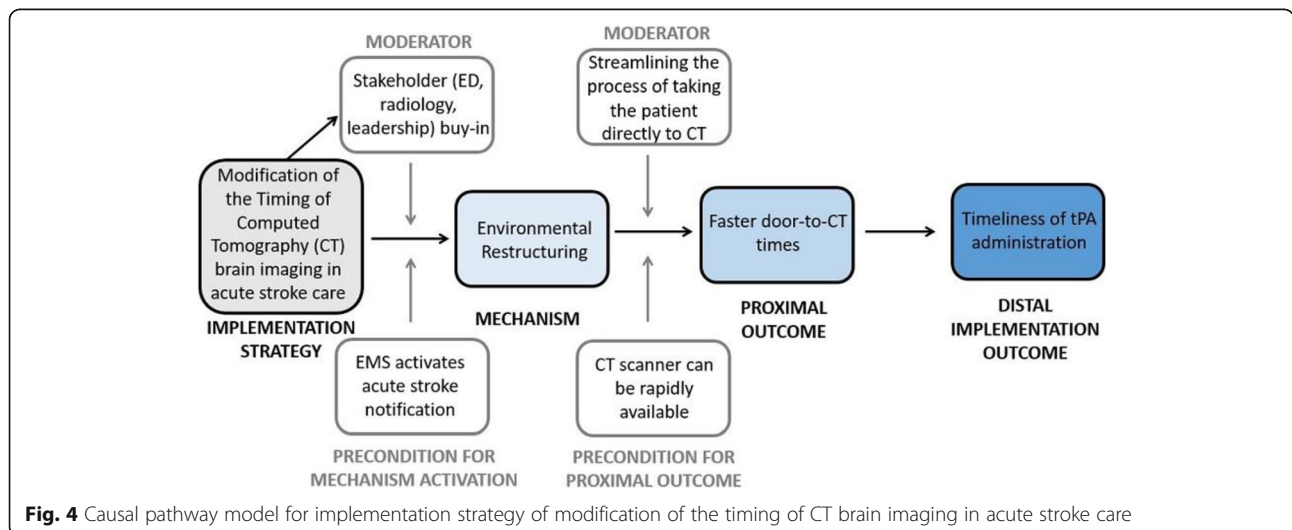 MODERATOR
Stakeholder (ED,
radiology,
leadership) buy-in
MODERATOR
Streamlining the
process of taking
the patient
directly to CT
Modification of
the Timing of
Computed
Tomography (CT)
brain imaging in
acute stroke care
IMPLEMENTATION
STRATEGY
Environmental
Restructuring
MECHANISM
Faster door-to-CT
times
PROXIMAL
OUTCOME
Timeliness of tPA
administration
DISTAL
IMPLEMENTATION
OUTCOME
EMS activates
acute stroke
notification
PRECONDITION FOR
MECHANISM ACTIVATION
CT scanner can
be rapidly
available
PRECONDITION FOR
PROXIMAL OUTCOME
Fig. 4 Causal pathway model for implementation strategy of modification of the timing of CT brain imaging in acute stroke care